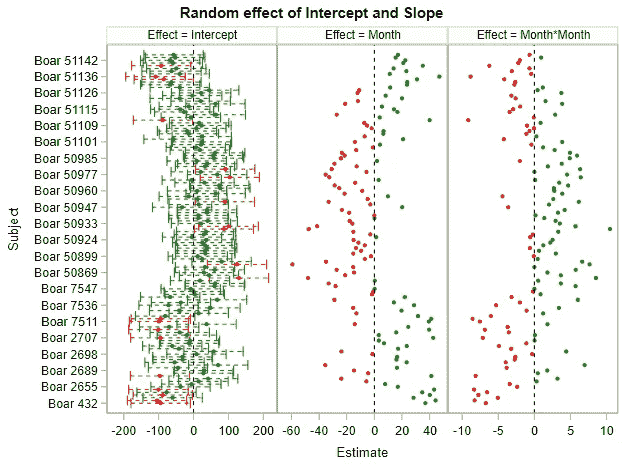 Random effect of Intercept and Slope
Effect = Intercept
Effect = Month
Effect = Month*Month
Subject
Boar 51142
Boar 51136
Boar 51126
Boar 51115
Boar 51109
Boar 51101
Boar 50985
Boar 50977
Boar 50960
Boar 50947
Boar 50933
Boar 50924
Boar 50899
Boar 50869
Boar 7547
Boar 7536
Boar 7511
Boar 2707
Boar 2698
Boar 2689
Boar 2655
Boar 432
-200 -100 0 100 200
-60 -40 -20 0 20 40
-10 -5 0 5 10
Estimate